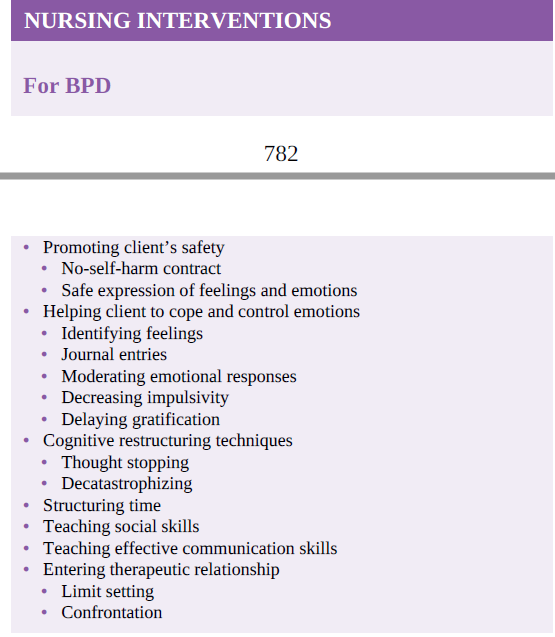 NURSING INTERVENTIONS
For BPD
782
• Promoting client’s safety
• No-self-harm contract
• Safe expression of feelings and emotions
• Helping client to cope and control emotions
• Identifying feelings
• Journal entries
• Moderating emotional responses
• Decreasing impulsivity
• Delaying gratification
• Cognitive restructuring techniques
• Thought stopping
• Decatastrophizing
• Structuring time
• Teaching social skills
• Teaching effective communication skills
• Entering therapeutic relationship
• Limit setting
• Confrontation